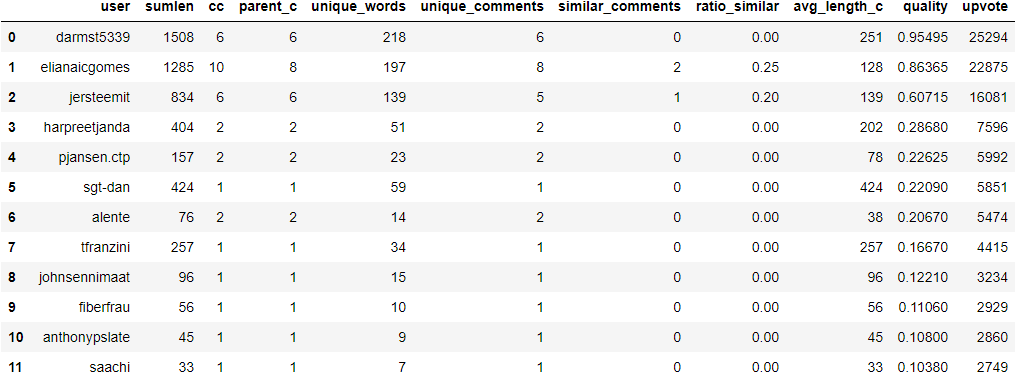 user sumlen cc parent_c unique_words unique_comments similar_comments ratio_similar avg_length_c quality upvote
0 darmst5339 1508 6 6 218 6 0 0.00 251 0.95495 25294
1 elianaicgomes 1285 10 8 197 8 2 0.25 128 0.86365 22875
2 jersteemit 834 6 6 139 5 1 0.20 139 0.60715 16081
3 harpreetjanda 404 2 2 51 2 0 0.00 202 0.28680 7596
4 pjansen.ctp 157 2 2 23 2 0 0.00 78 0.22625 5992
5 sgt-dan 424 1 1 59 1 0 0.00 424 0.22090 5851
6 alente 76 2 2 14 2 0 0.00 38 0.20670 5474
7 tfranzini 257 1 1 34 1 0 0.00 257 0.16670 4415
8 johnsennimaat 96 1 1 15 1 0 0.00 96 0.12210 3234
9 fiberfrau 56 1 1 10 1 0 0.00 56 0.11060 2929
10 anthonypslate 45 1 1 9 1 0 0.00 45 0.10800 2860
11 saachi 33 1 1 7 1 0 0.00 33 0.10380 2749